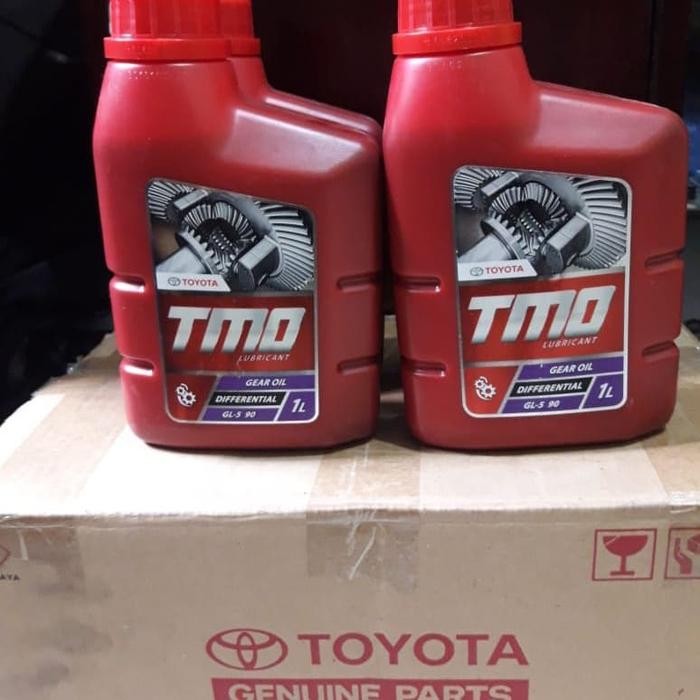 TOYOTA
TMO
LUBRICANT
GEAR OIL
DIFFERENTIAL
GL-5 90
1L
TOYOTA
TMO
LUBRICANT
GEAR OIL
DIFFERENTIAL
GL-5 90
1L
AYA
TOYOTA
GENUINE PARTS